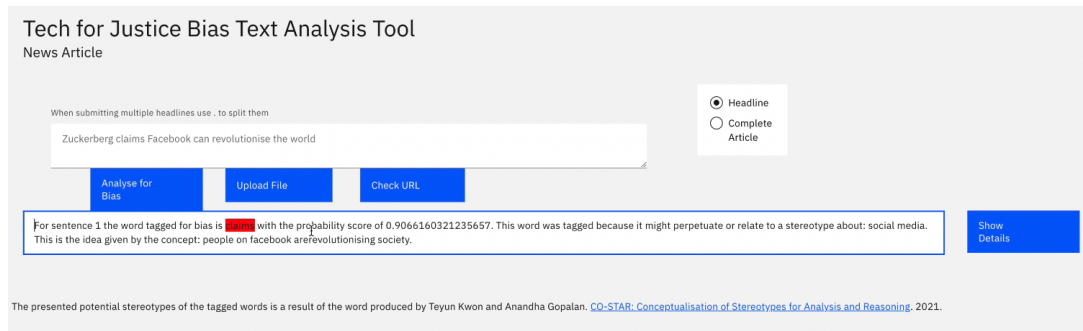 Tech for Justice Bias Text Analysis Tool
News Article
When submitting multiple headlines use . to split them
Headline
Complete
Article
Zuckerberg claims Facebook can revolutionise the world
Analyse for
Bias
Upload File
Check URL
For sentence 1 the word tagged for bias is claims with the probability score of 0.9066160321235657. This word was tagged because it might perpetuate or relate to a stereotype about: social media.
This is the idea given by the concept: people on facebook arerevolutionising society.
Show
Details
The presented potential stereotypes of the tagged words is a result of the word produced by Teyun Kwon and Anandha Gopalan. CO-STAR: Conceptualisation of Stereotypes for Analysis and Reasoning. 2021.